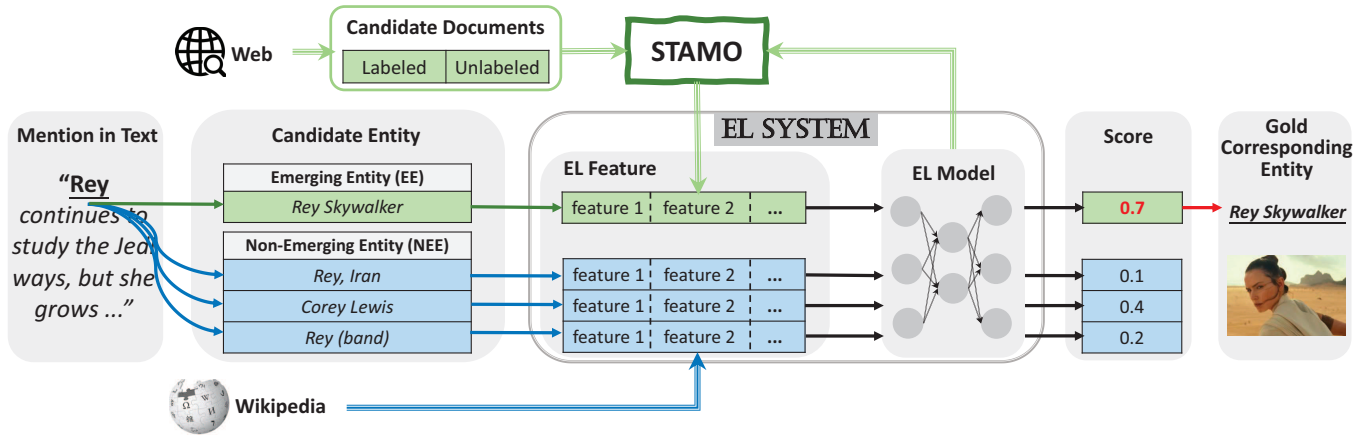 Web
Candidate Documents
Labeled Unlabeled
STAMO
EL SYSTEM
Mention in Text
“Rey
continues to
study the Jedi
ways, but she
grows ...”
Candidate Entity
Emerging Entity (EE)
Rey Skywalker
Non-Emerging Entity (NEE)
Rey, Iran
Corey Lewis
Rey (band)
EL Feature
feature 1 feature 2 ...
feature 1 feature 2 ...
feature 1 feature 2 ...
feature 1 feature 2 ...
EL Model
Score
0.7
0.1
0.4
0.2
Gold
Corresponding
Entity
Rey Skywalker
Wikipedia